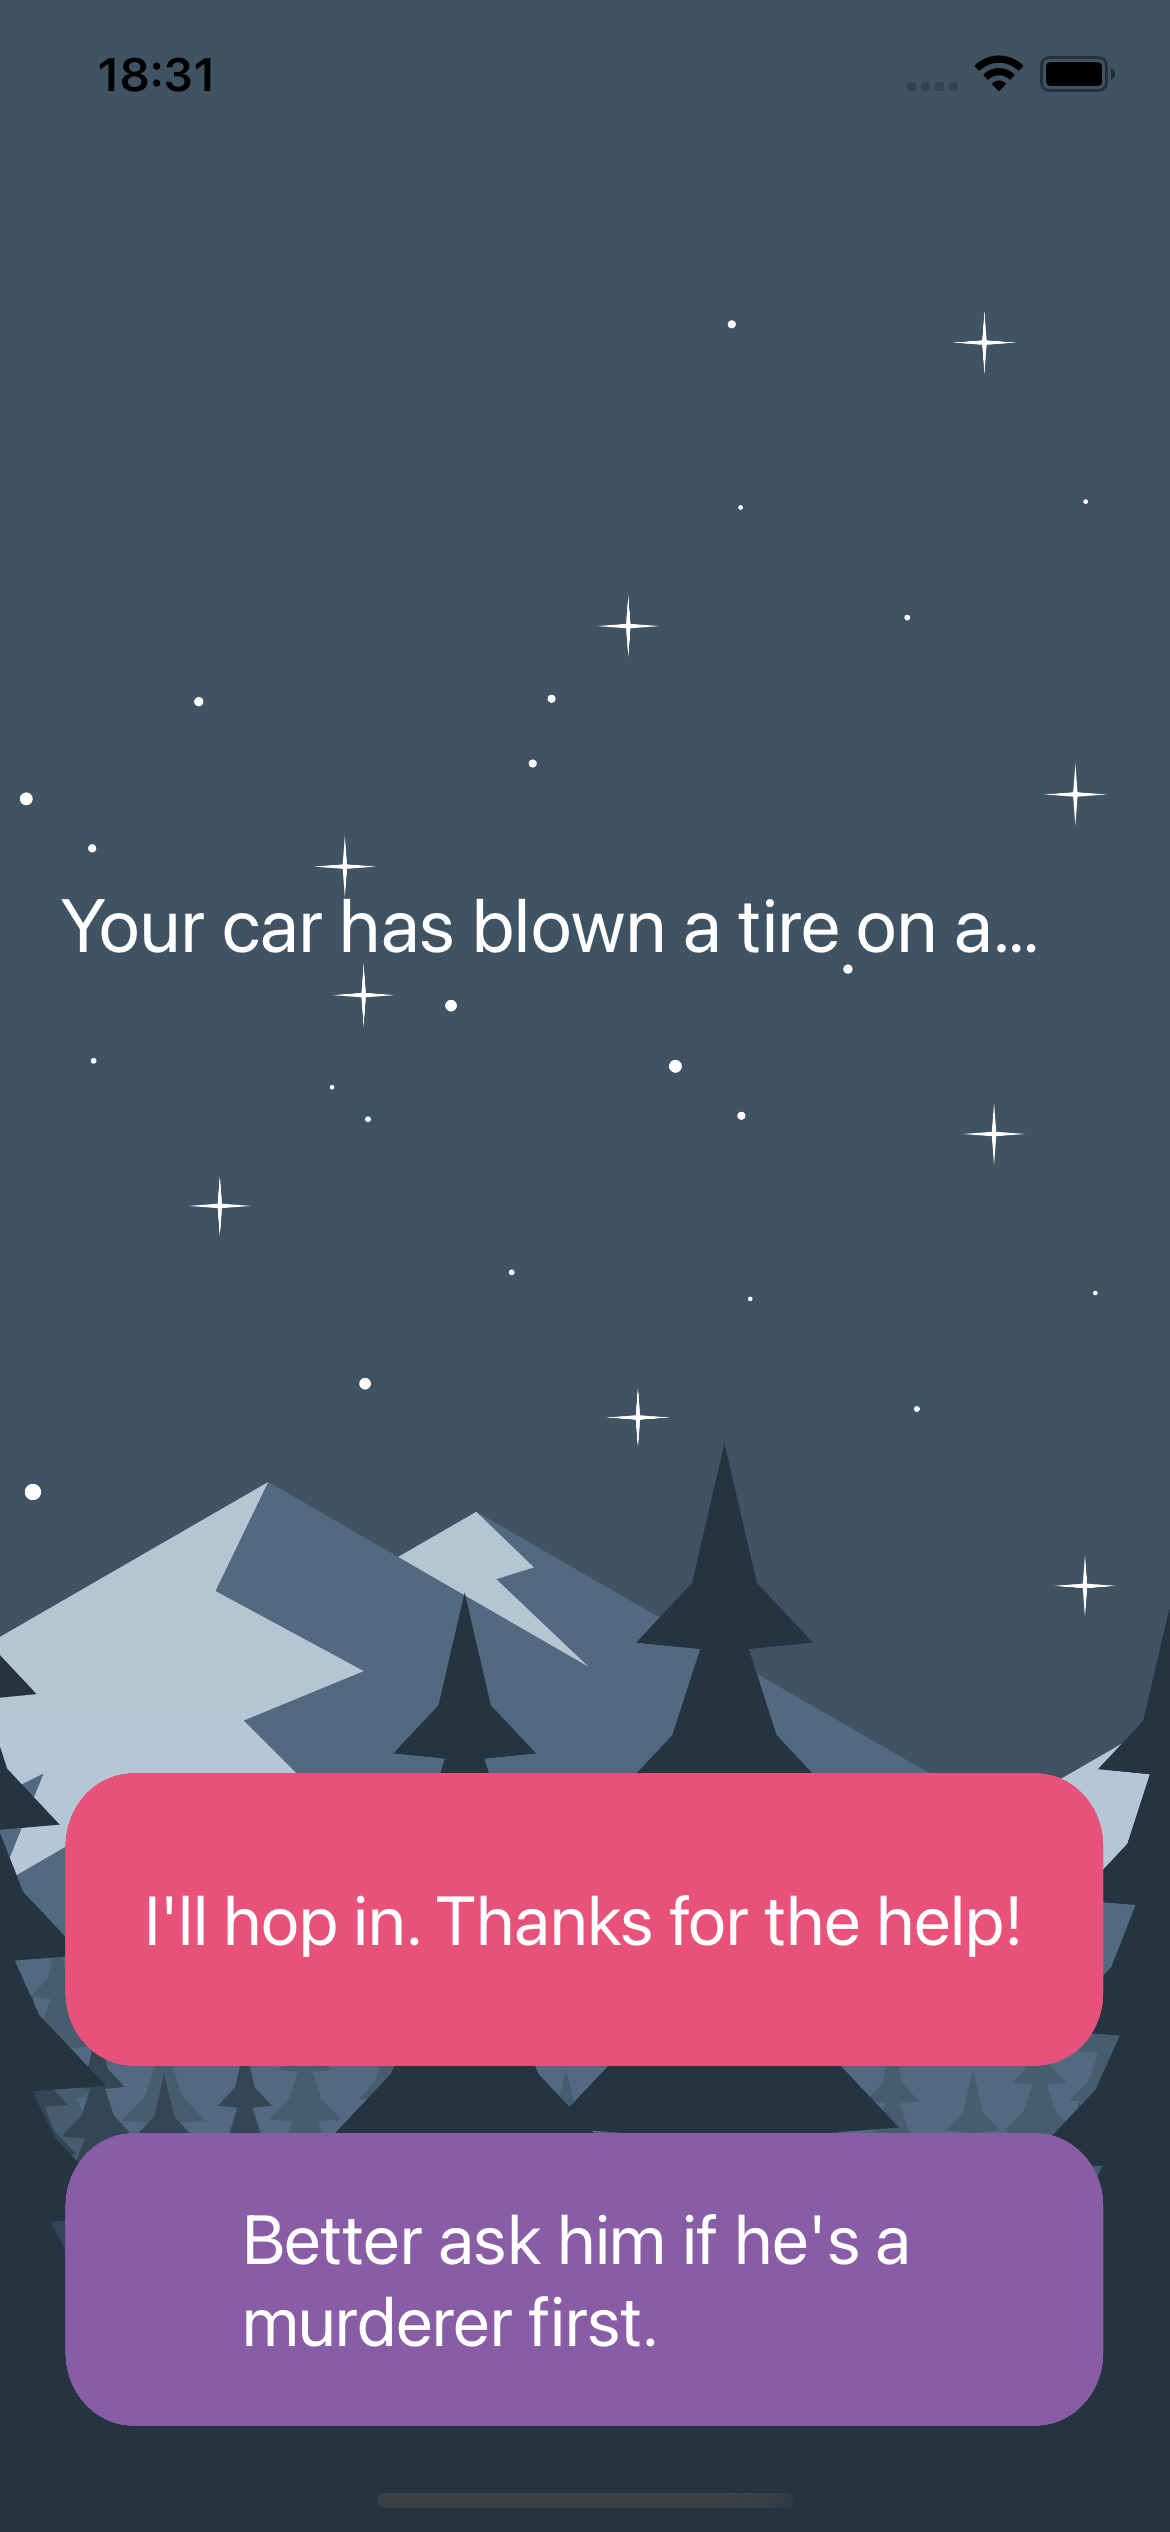 18:31
Your car has blown a tire on a...
I'll hop in. Thanks for the help!
Better ask him if he's a
murderer first.